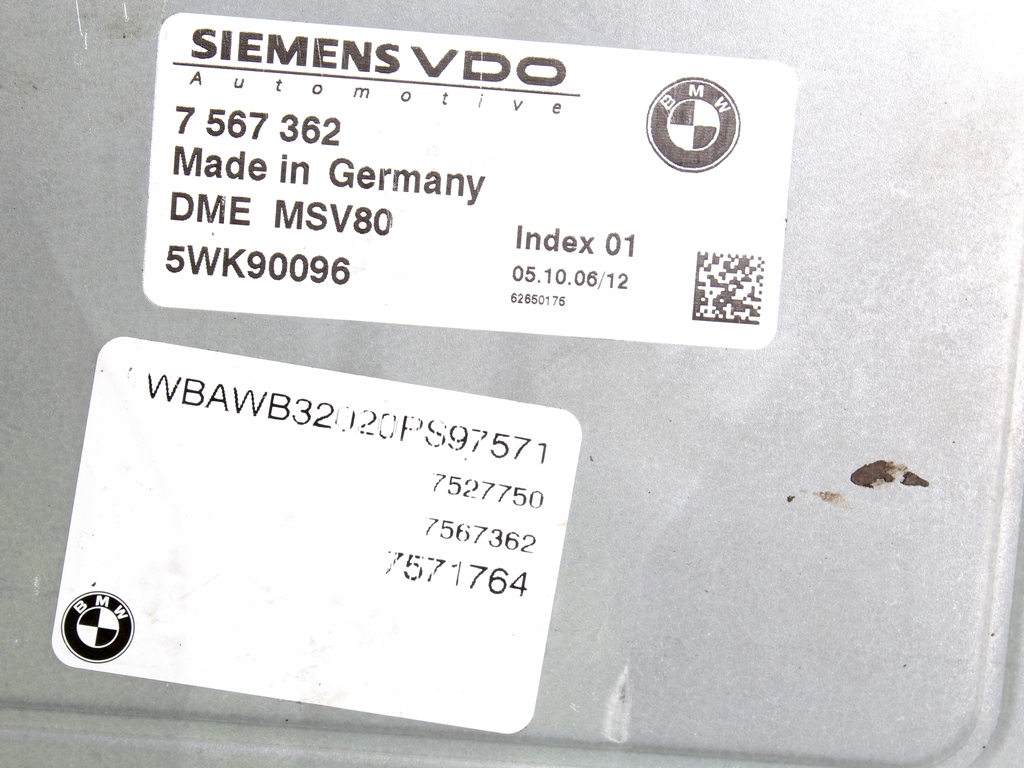 SIEMENS VDO
Automotive
BMW
7 567 362
Made in Germany
DME MSV80
Index 01
5WK90096
05.10.06/12
62650175
WBAWB32020PS97571
7527750
7567362
7571764
BMW